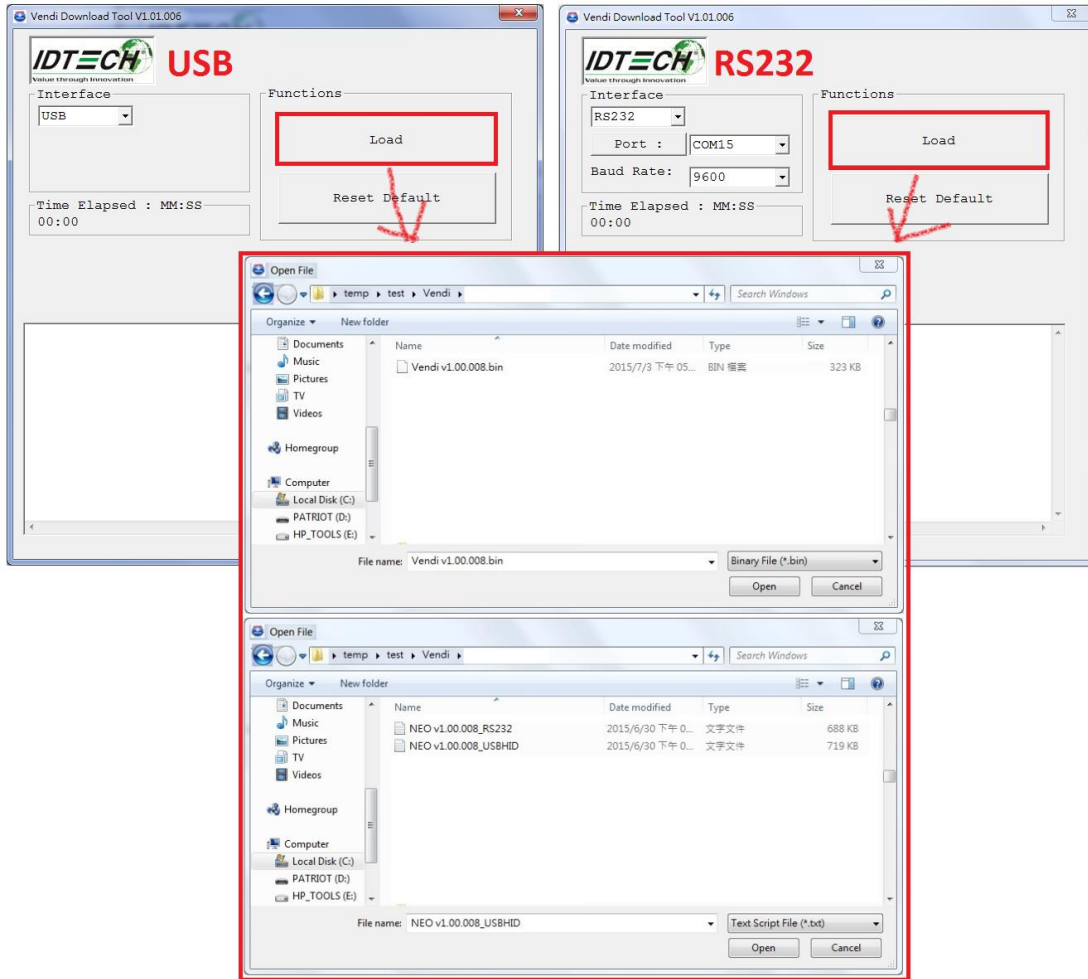 Vendi Download Tool V1.01.006
IDTECH
Value through Innovation
USB
Interface
USB
Functions
Load
Reset Default
Time Elapsed : MM:SS
00:00
Vendi Download Tool V1.01.006
IDTECH
Value through Innovation
RS232
Interface
RS232
Port :
COM15
Baud Rate:
9600
Functions
Load
Reset Default
Time Elapsed : MM:SS
00:00
Open File
temp test Vendi
Search Windows
Organize New folder
Documents
Music
Pictures
TV
Videos
Homegroup
Computer
Local Disk (C:)
PATRIOT (D:)
HP_TOOLS (E:)
Name Date modified Type Size
Vendi v1.00.008.bin 2015/7/3 下午 05... BIN 檔案 323 KB
File name: Vendi v1.00.008.bin Binary File (*.bin)
Open Cancel
Open File
temp test Vendi
Search Windows
Organize New folder
Documents
Music
Pictures
TV
Videos
Homegroup
Computer
Local Disk (C:)
PATRIOT (D:)
HP_TOOLS (E:)
Name Date modified Type Size
NEO v1.00.008_RS232 2015/6/30 下午 0... 文字文件 688 KB
NEO v1.00.008_USBHID 2015/6/30 下午 0... 文字文件 719 KB
File name: NEO v1.00.008_USBHID Text Script File (*.txt)
Open Cancel